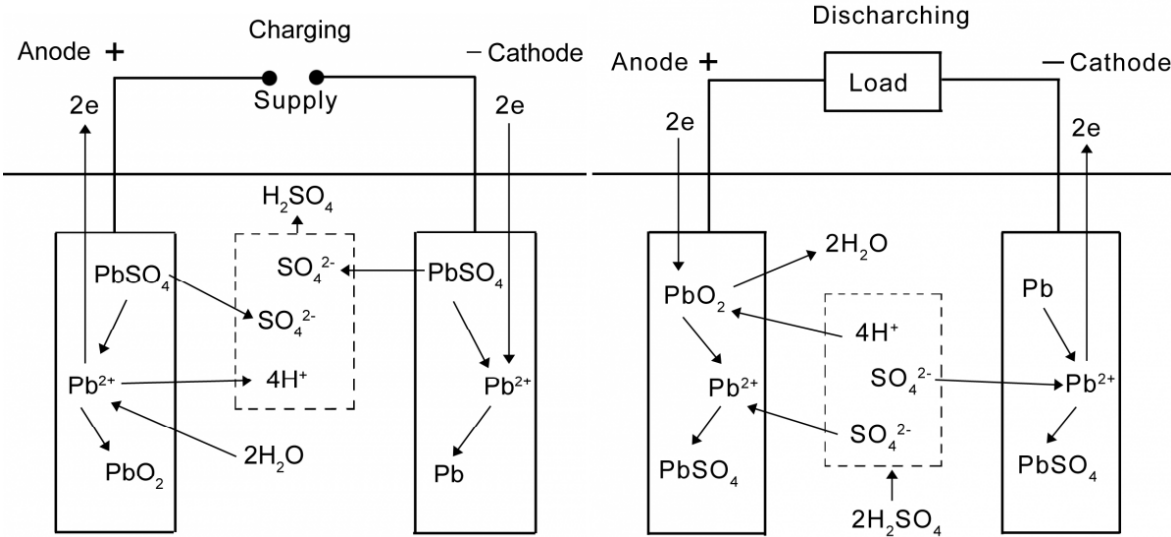 Charging
Anode +
– Cathode
Supply
2e
2e
H₂SO₄
PbSO₄
SO₄²⁻
PbSO₄
SO₄²⁻
Pb²⁺
4H⁺
Pb²⁺
2H₂O
PbO₂
Pb
Discharching
Anode +
– Cathode
Load
2e
2e
2H₂O
PbO₂
Pb
4H⁺
Pb²⁺
SO₄²⁻
Pb²⁺
SO₄²⁻
PbSO₄
PbSO₄
2H₂SO₄